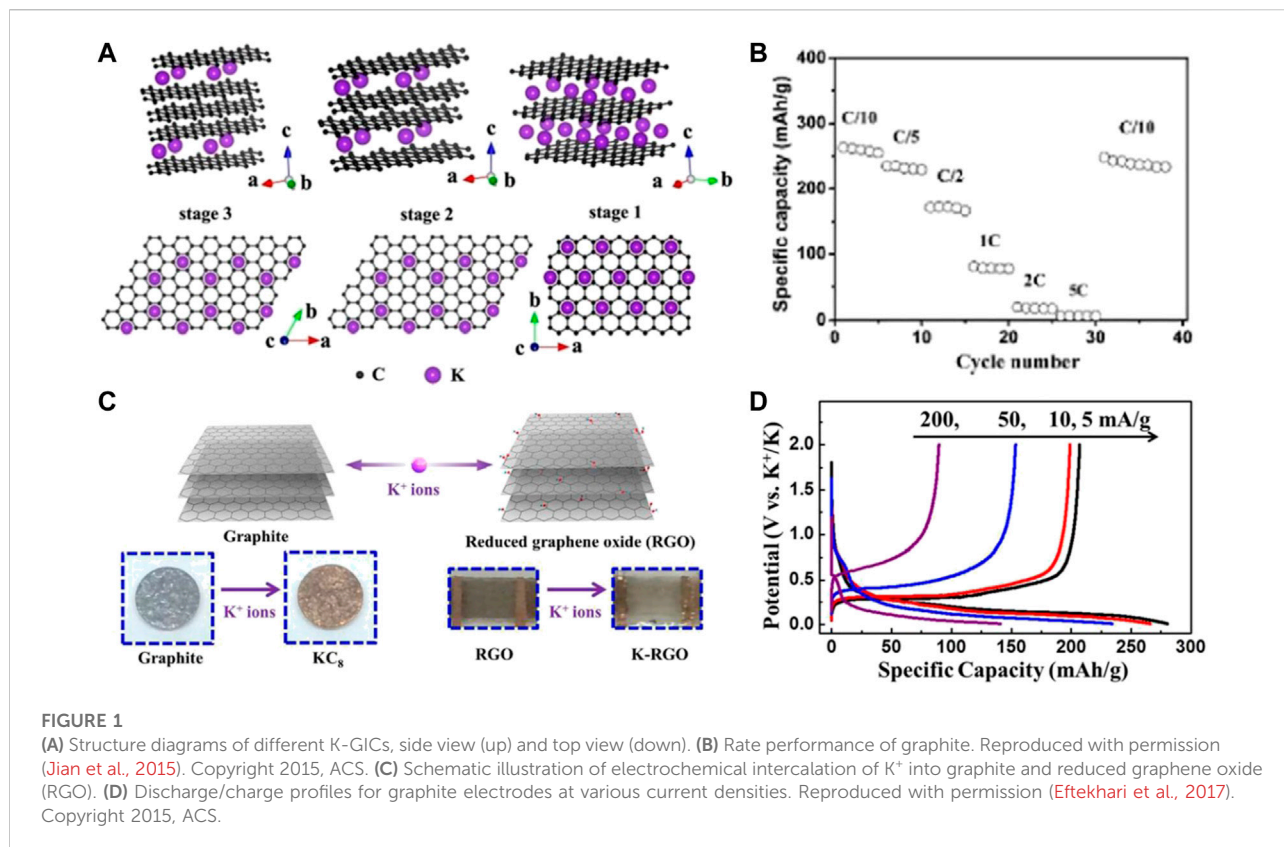 A
c
a
b
c
a
b
c
a
b
stage 3
stage 2
stage 1
b
c
a
b
c
a
C
K
B
Specific capacity (mAh/g)
400
300
200
100
0
C/10
C/5
C/2
1C
2C
5C
C/10
0
10
20
30
40
Cycle number
C
K⁺ ions
Graphite
Reduced graphene oxide (RGO)
K⁺ ions
K⁺ ions
Graphite
KC₈
RGO
K-RGO
D
200, 50, 10, 5 mA/g
Potential (V vs. K⁺/K)
2.0
1.5
1.0
0.5
0.0
0 50 100 150 200 250 300
Specific Capacity (mAh/g)
FIGURE 1
(A) Structure diagrams of different K-GICs, side view (up) and top view (down). (B) Rate performance of graphite. Reproduced with permission
(Jian et al., 2015). Copyright 2015, ACS. (C) Schematic illustration of electrochemical intercalation of K⁺ into graphite and reduced graphene oxide
(RGO). (D) Discharge/charge profiles for graphite electrodes at various current densities. Reproduced with permission (Eftekhari et al., 2017).
Copyright 2015, ACS.